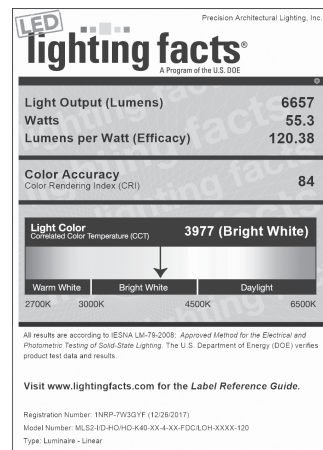 Precision Architectural Lighting, Inc.
LED
lighting facts®
A Program of the U.S. DOE
Light Output (Lumens) 6657
Watts 55.3
Lumens per Watt (Efficacy) 120.38
Color Accuracy
Color Rendering Index (CRI) 84
Light Color
Correlated Color Temperature (CCT) 3977 (Bright White)
Warm White Bright White Daylight
2700K 3000K 4500K 6500K
All results are according to IESNA LM-79-2008: Approved Method for the Electrical and
Photometric Testing of Solid-State Lighting. The U.S. Department of Energy (DOE) verifies
product test data and results.
Visit www.lightingfacts.com for the Label Reference Guide.
Registration Number: 1NRP-7W3GYF (12/26/2017)
Model Number: MLS2-I/D-HO/HO-K40-XX-4-XX-FDC/LOH-XXXX-120
Type: Luminaire - Linear